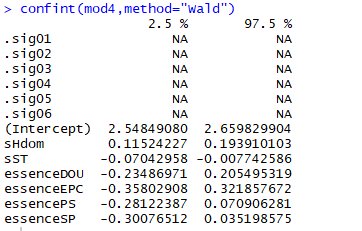 > confint(mod4,method="wald")
2.5 % 97.5 %
.sig01 NA NA
.sig02 NA NA
.sig03 NA NA
.sig04 NA NA
.sig05 NA NA
.sig06 NA NA
(Intercept) 2.54849080 2.659829904
sHdom 0.11524227 0.193910103
sST -0.07042958 -0.007742586
essenceDOU -0.23486971 0.205495319
essenceEPC -0.35802908 0.321857672
essencePS -0.28122387 0.070906281
essenceSP -0.30076512 0.035198575